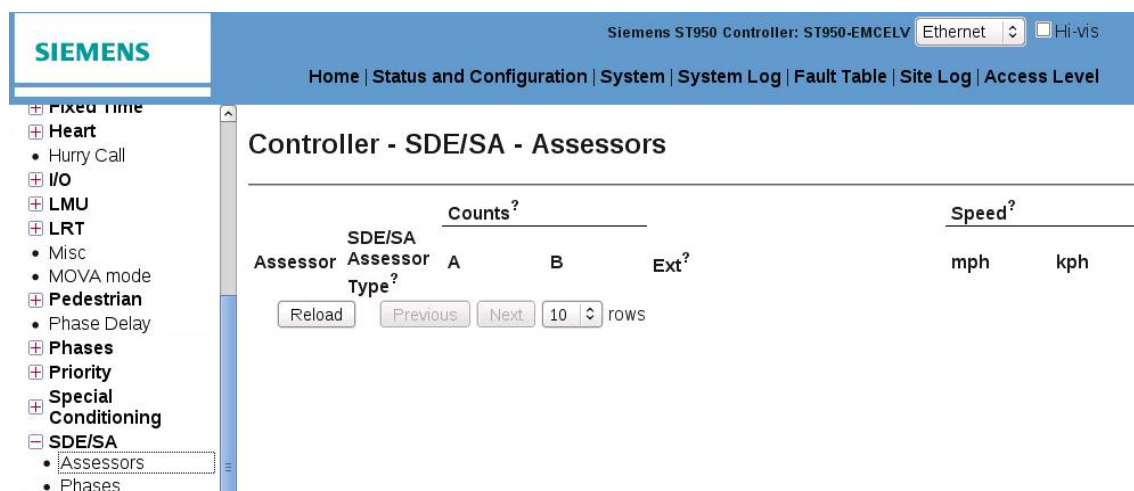 SIEMENS
Siemens ST950 Controller: ST950-EMCELV Ethernet Hi-vis
Home | Status and Configuration | System | System Log | Fault Table | Site Log | Access Level
Fixed Time
Heart
Hurry Call
I/O
LMU
LRT
Misc
MOVA mode
Pedestrian
Phase Delay
Phases
Priority
Special
Conditioning
SDE/SA
Assessors
Phases
Controller - SDE/SA - Assessors
Counts? Speed?
Assessor SDE/SA Assessor Type? A B Ext? mph kph
Reload Previous Next 10 rows